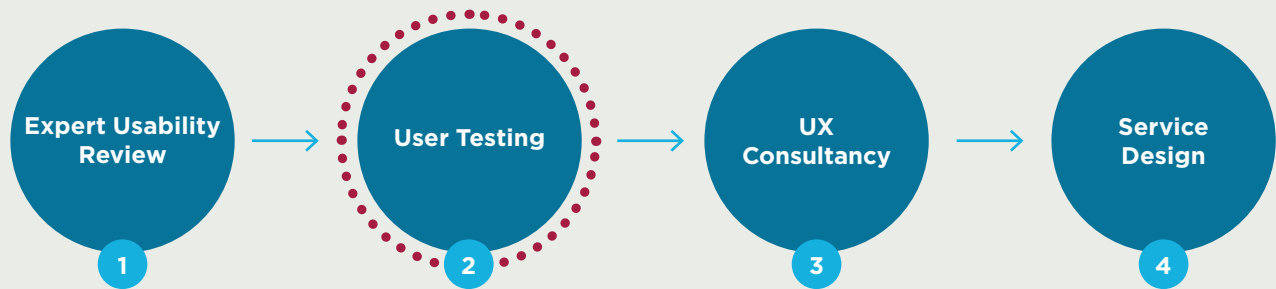 Expert Usability
Review
1
User Testing
2
UX
Consultancy
3
Service
Design
4